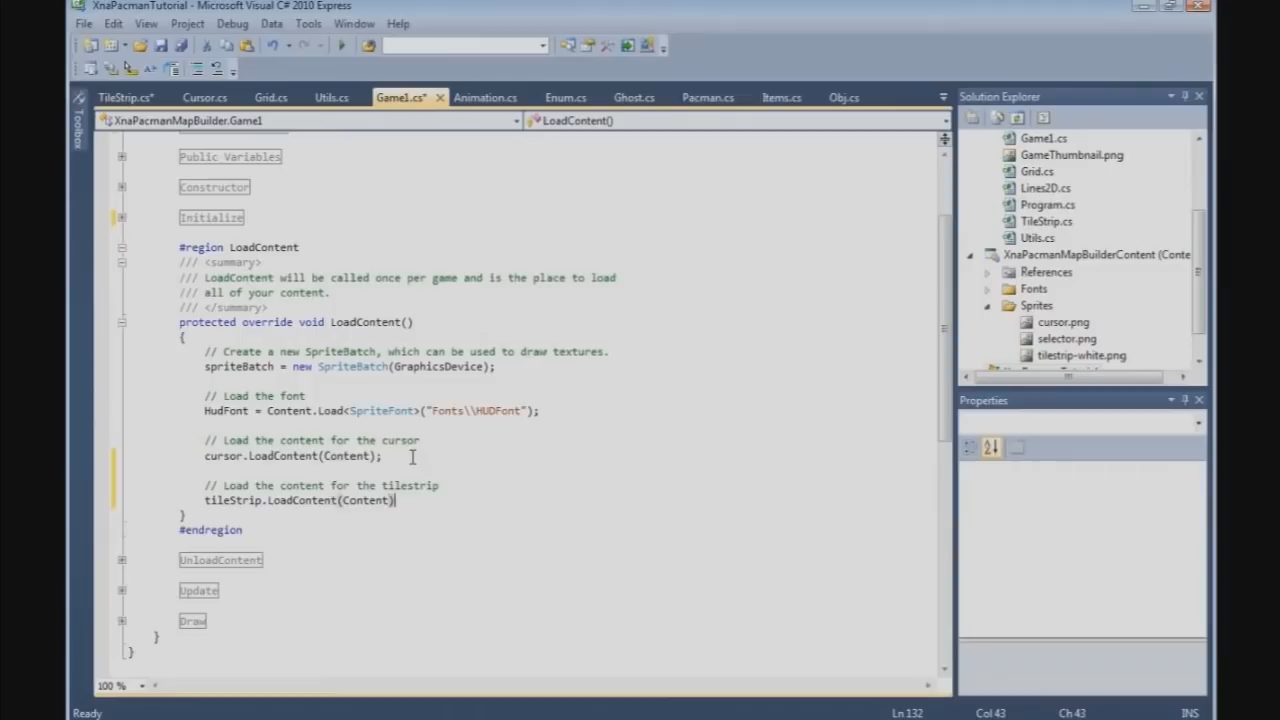 XnaPacmanTutorial - Microsoft Visual C# 2010 Express
File Edit View Project Debug Data Tools Window Help
TileStrip.cs* Cursor.cs Grid.cs Utils.cs Game1.cs* Animation.cs Enum.cs Ghost.cs Pacman.cs Items.cs Obj.cs
XnaPacmanMapBuilder.Game1 LoadContent()
Toolbox
Public Variables
Constructor
Initialize
#region LoadContent
/// <summary>
/// LoadContent will be called once per game and is the place to load
/// all of your content.
/// </summary>
protected override void LoadContent()
{
// Create a new SpriteBatch, which can be used to draw textures.
spriteBatch = new SpriteBatch(GraphicsDevice);
// Load the font
HudFont = Content.Load<SpriteFont>("Fonts\\HUDFont");
// Load the content for the cursor
cursor.LoadContent(Content);
// Load the content for the tilestrip
tileStrip.LoadContent(Content)
}
#endregion
UnloadContent
Update
Draw
}
}
100 %
Solution Explorer
Game1.cs
GameThumbnail.png
Grid.cs
Lines2D.cs
Program.cs
TileStrip.cs
Utils.cs
XnaPacmanMapBuilderContent (Conte
References
Fonts
Sprites
cursor.png
selector.png
tilestrip-white.png
Properties
Ready Ln 132 Col 43 Ch 43 INS